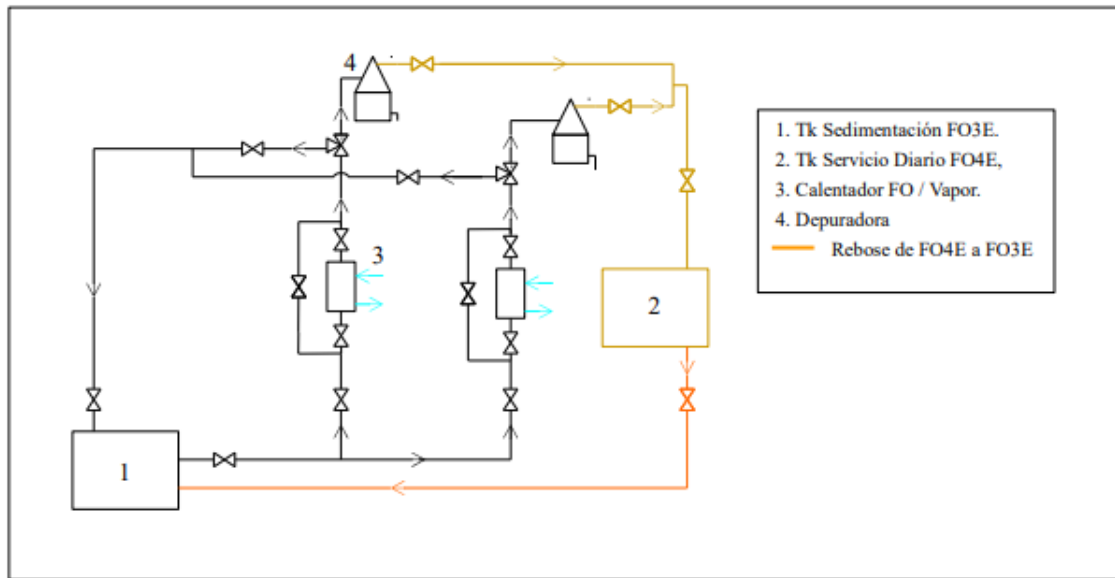 4
3
2
1
1. Tk Sedimentación FO3E.
2. Tk Servicio Diario FO4E,
3. Calentador FO / Vapor.
4. Depuradora
Rebose de FO4E a FO3E